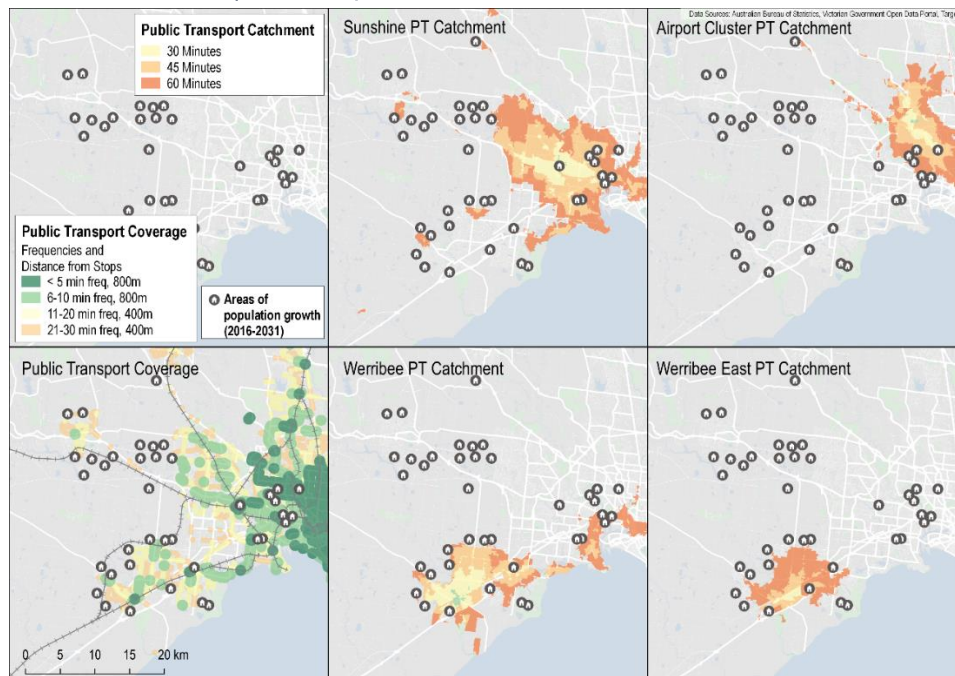 Data Sources: Australian Bureau of Statistics, Victorian Government Open Data Portal, Targe
Public Transport Catchment
30 Minutes
45 Minutes
60 Minutes
Sunshine PT Catchment
Airport Cluster PT Catchment
Public Transport Coverage
Frequencies and
Distance from Stops
< 5 min freq, 800m
6-10 min freq, 800m
11-20 min freq, 400m
21-30 min freq, 400m
Areas of
population growth
(2016-2031)
Public Transport Coverage
Werribee PT Catchment
Werribee East PT Catchment
0 5 10 15 20 km